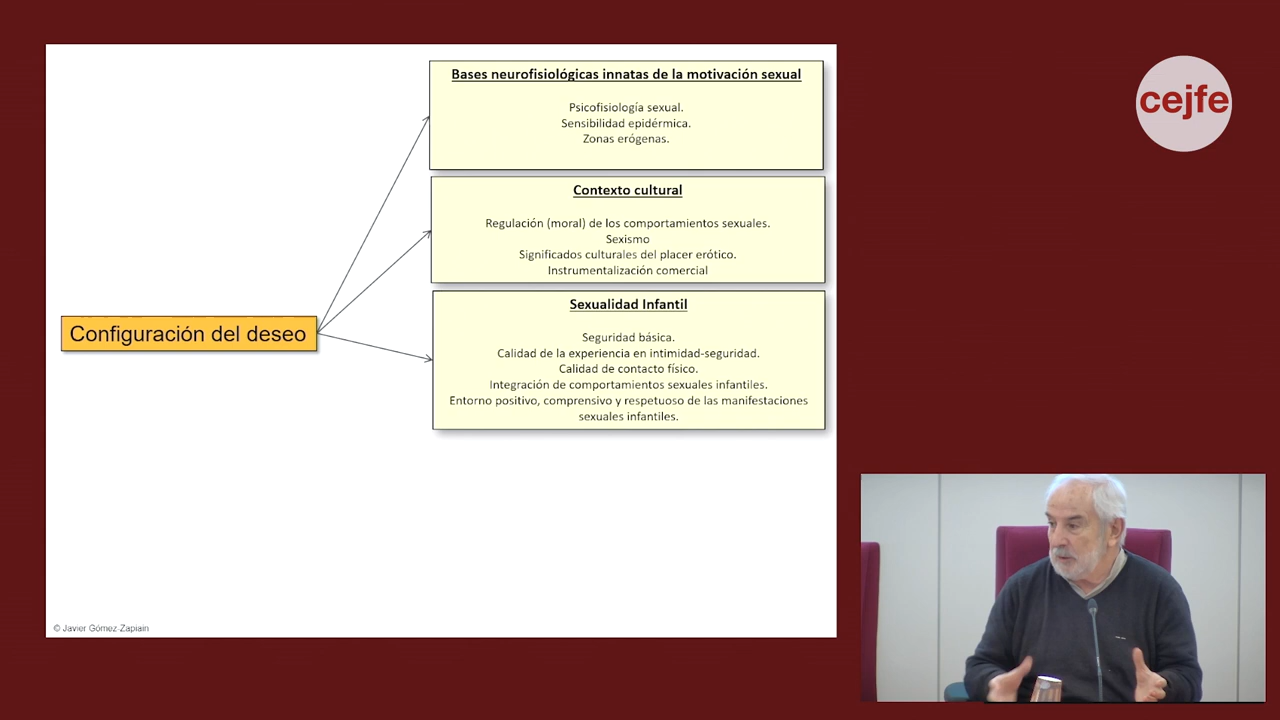 Bases neurofisiológicas innatas de la motivación sexual
Psicofisiología sexual.
Sensibilidad epidérmica.
Zonas erógenas.
cejfe
Contexto cultural
Regulación (moral) de los comportamientos sexuales.
Sexismo
Significados culturales del placer erótico.
Instrumentalización comercial
Configuración del deseo
Sexualidad Infantil
Seguridad básica.
Calidad de la experiencia en intimidad-seguridad.
Calidad de contacto físico.
Integración de comportamientos sexuales infantiles.
Entorno positivo, comprensivo y respetuoso de las manifestaciones
sexuales infantiles.
© Javier Gómez-Zapiain